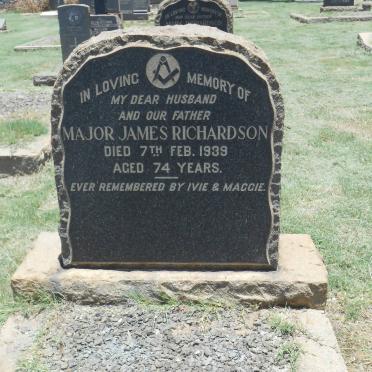 IN LOVING MEMORY OF
MY DEAR HUSBAND
AND OUR FATHER
MAJOR JAMES RICHARDSON
DIED 7TH FEB. 1939
AGED 74 YEARS.
EVER REMEMBERED BY IVIE & MAGGIE.